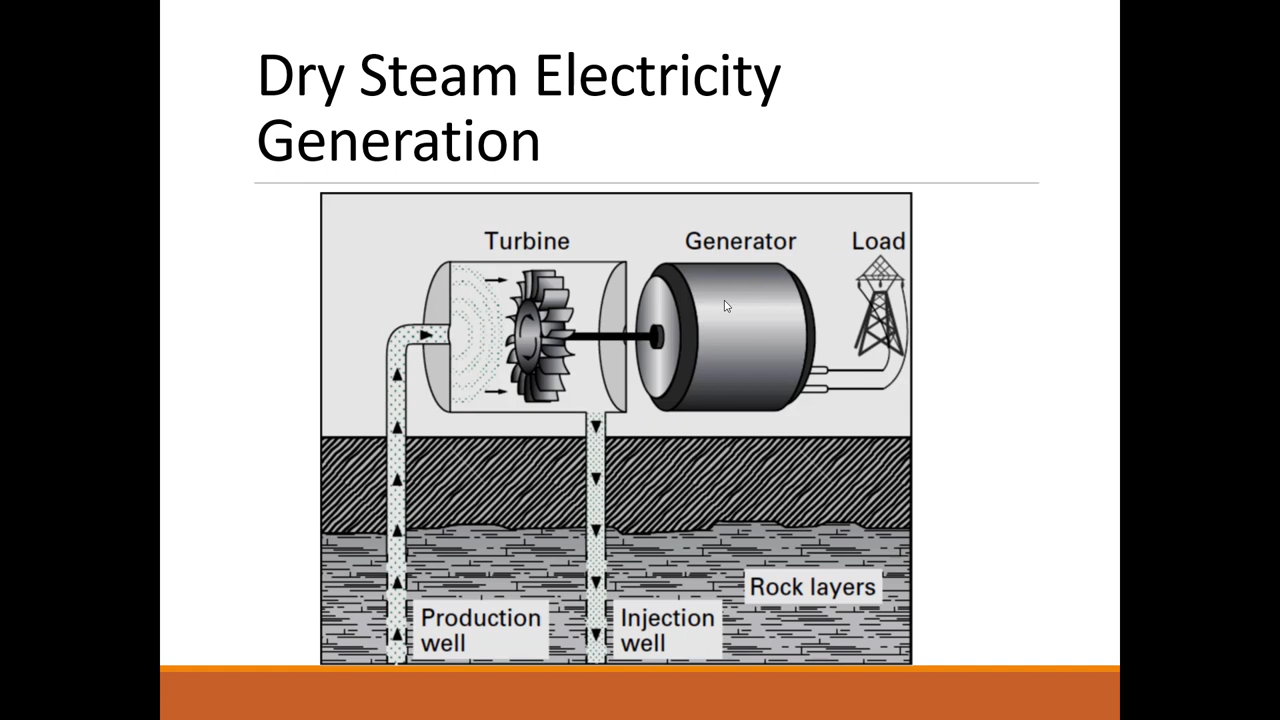 Dry Steam Electricity
Generation
Turbine
Generator
Load
Rock layers
Production
well
Injection
well